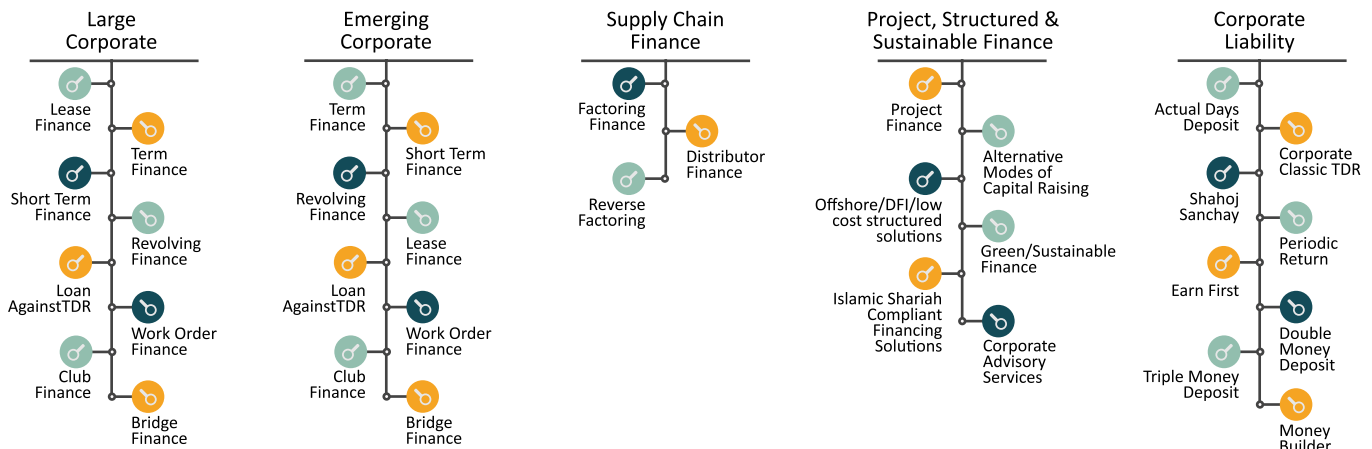 Large
Corporate
Lease
Finance
Term
Finance
Short Term
Finance
Revolving
Finance
Loan
AgainstTDR
Work Order
Finance
Club
Finance
Bridge
Finance
Emerging
Corporate
Term
Finance
Short Term
Finance
Revolving
Finance
Lease
Finance
Loan
AgainstTDR
Work Order
Finance
Club
Finance
Bridge
Finance
Supply Chain
Finance
Factoring
Finance
Distributor
Finance
Reverse
Factoring
Project, Structured &
Sustainable Finance
Project
Finance
Alternative
Modes of
Capital Raising
Offshore/DFI/low
cost structured
solutions
Green/Sustainable
Finance
Islamic Shariah
Compliant
Financing
Solutions
Corporate
Advisory
Services
Corporate
Liability
Actual Days
Deposit
Corporate
Classic TDR
Shahoj
Sanchay
Periodic
Return
Earn First
Double
Money
Deposit
Triple Money
Deposit
Money
Builder